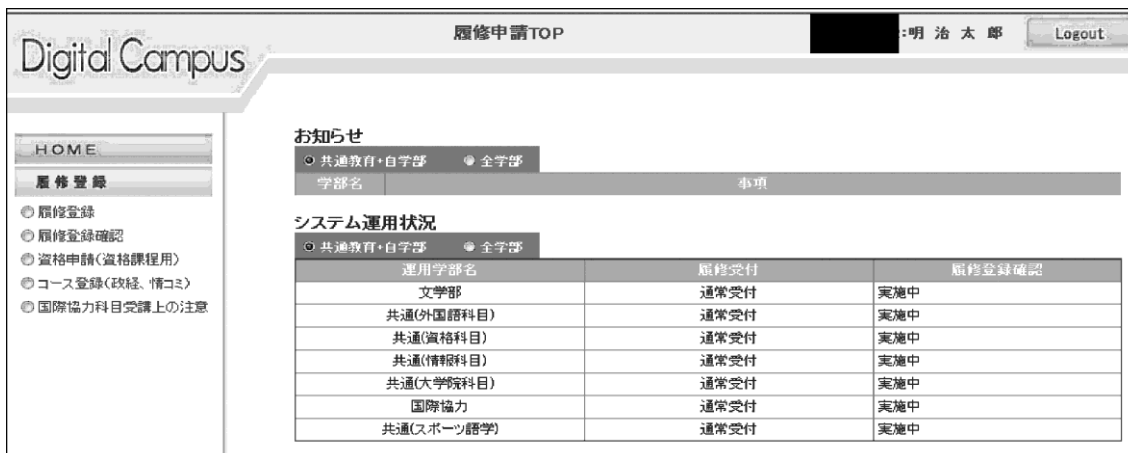 Digital Campus
履修申請TOP
:明 治 太 郎
Logout
HOME
履修登録
履修登録
履修登録確認
資格申請(資格課程用)
コース登録(政経、情コミ)
国際協力科目受講上の注意
お知らせ
共通教育+自学部 全学部
学部名 事項
システム運用状況
共通教育+自学部 全学部
運用学部名 履修受付 履修登録確認
文学部 通常受付 実施中
共通(外国語科目) 通常受付 実施中
共通(資格科目) 通常受付 実施中
共通(情報科目) 通常受付 実施中
共通(大学院科目) 通常受付 実施中
国際協力 通常受付 実施中
共通(スポーツ語学) 通常受付 実施中